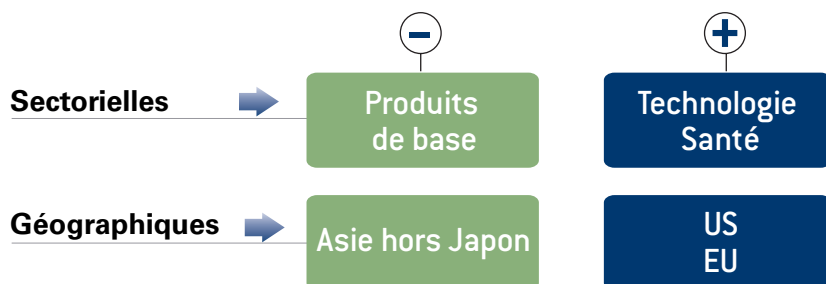 −
+
Sectorielles
Produits
de base
Technologie
Santé
Géographiques
Asie hors Japon
US
EU